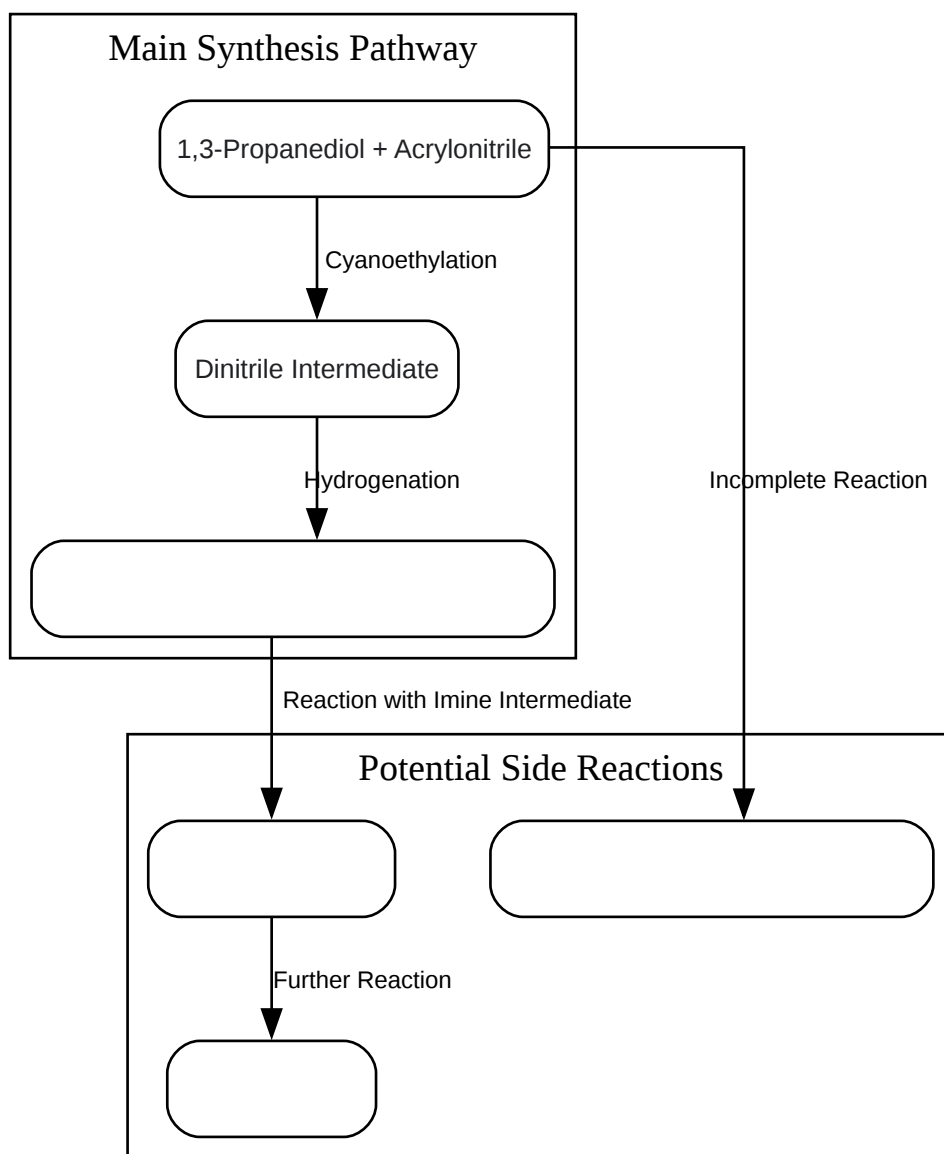 Main Synthesis Pathway
1,3-Propanediol + Acrylonitrile
Cyanoethylation
Dinitrile Intermediate
Hydrogenation
Incomplete Reaction
Reaction with Imine Intermediate
Potential Side Reactions
Further Reaction